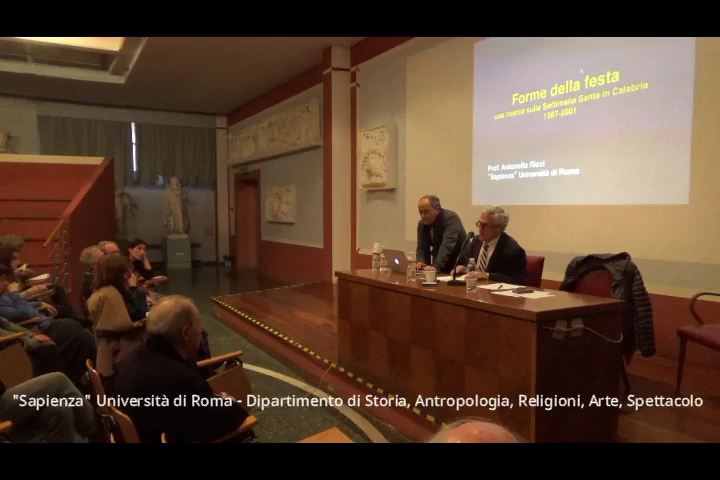 Forme della festa
una ricerca sulla Settimana Santa in Calabria
1987-2001
Prof. Antonello Ricci
"Sapienza" Università di Roma
"Sapienza" Università di Roma - Dipartimento di Storia, Antropologia, Religioni, Arte, Spettacolo